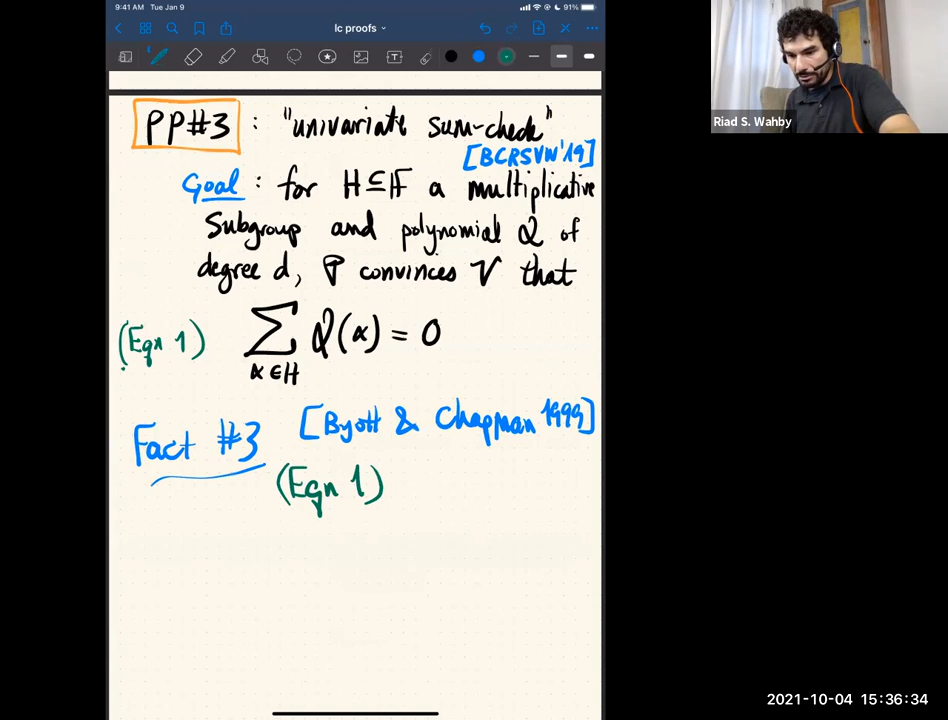 9:41 AM Tue Jan 9
91%
lc proofs
PP#3 : "univariate sum-check"
[BCRSVW'19]
Goal : for H⊆𝔽 a multiplicative
Subgroup and polynomial Q of
degree d, P convinces V that
(Eqn 1) ∑ Q(α) = 0
α∈H
Fact #3 [Byott & Chapman 1999]
(Eqn 1)
Riad S. Wahby
2021-10-04 15:36:34